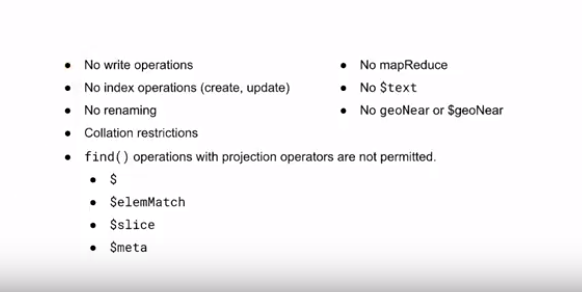 No write operations
No index operations (create, update)
No renaming
Collation restrictions
find() operations with projection operators are not permitted.
$
$elemMatch
$slice
$meta
No mapReduce
No $text
No geoNear or $geoNear